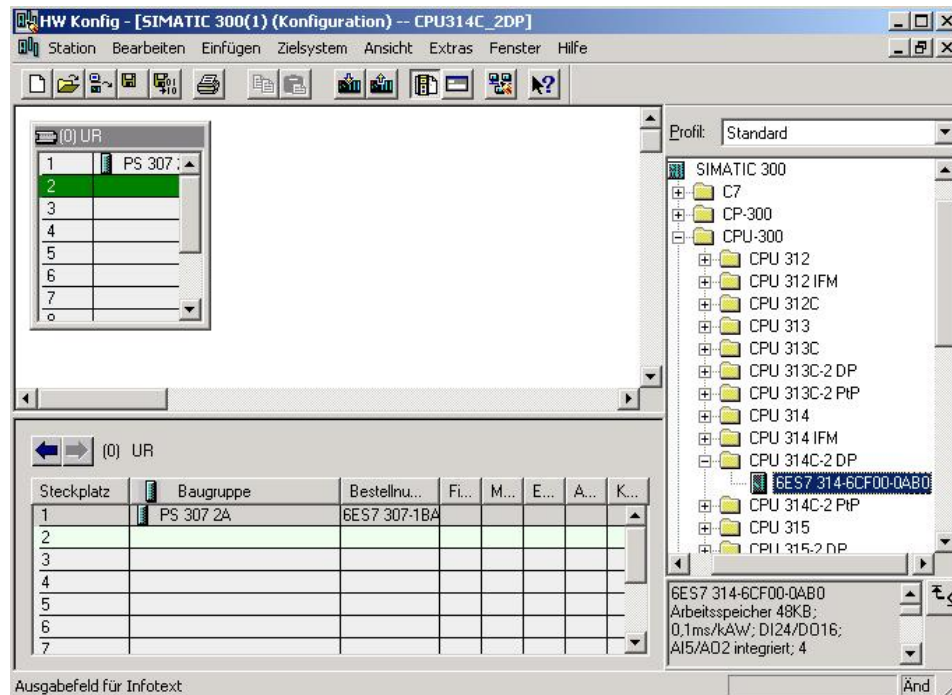 HW Konfig - [SIMATIC 300(1) (Konfiguration) -- CPU314C_2DP]
Station Bearbeiten Einfügen Zielsystem Ansicht Extras Fenster Hilfe
(0) UR
1 PS 307
2
3
4
5
6
7
Profil: Standard
SIMATIC 300
C7
CP-300
CPU-300
CPU 312
CPU 312 IFM
CPU 312C
CPU 313
CPU 313C
CPU 313C-2 DP
CPU 313C-2 PtP
CPU 314
CPU 314 IFM
CPU 314C-2 DP
6ES7 314-6CF00-0AB0
CPU 314C-2 PtP
CPU 315
CPU 315-2 DP
(0) UR
Steckplatz Baugruppe Bestellnu... Fi... M... E... A... K...
1 PS 307 2A 6ES7 307-1BA
2
3
4
5
6
7
6ES7 314-6CF00-0AB0
Arbeitsspeicher 48KB;
0,1ms/kAW; DI24/DO16;
AI5/AO2 integriert; 4
Ausgabefeld für Infotext
Änd